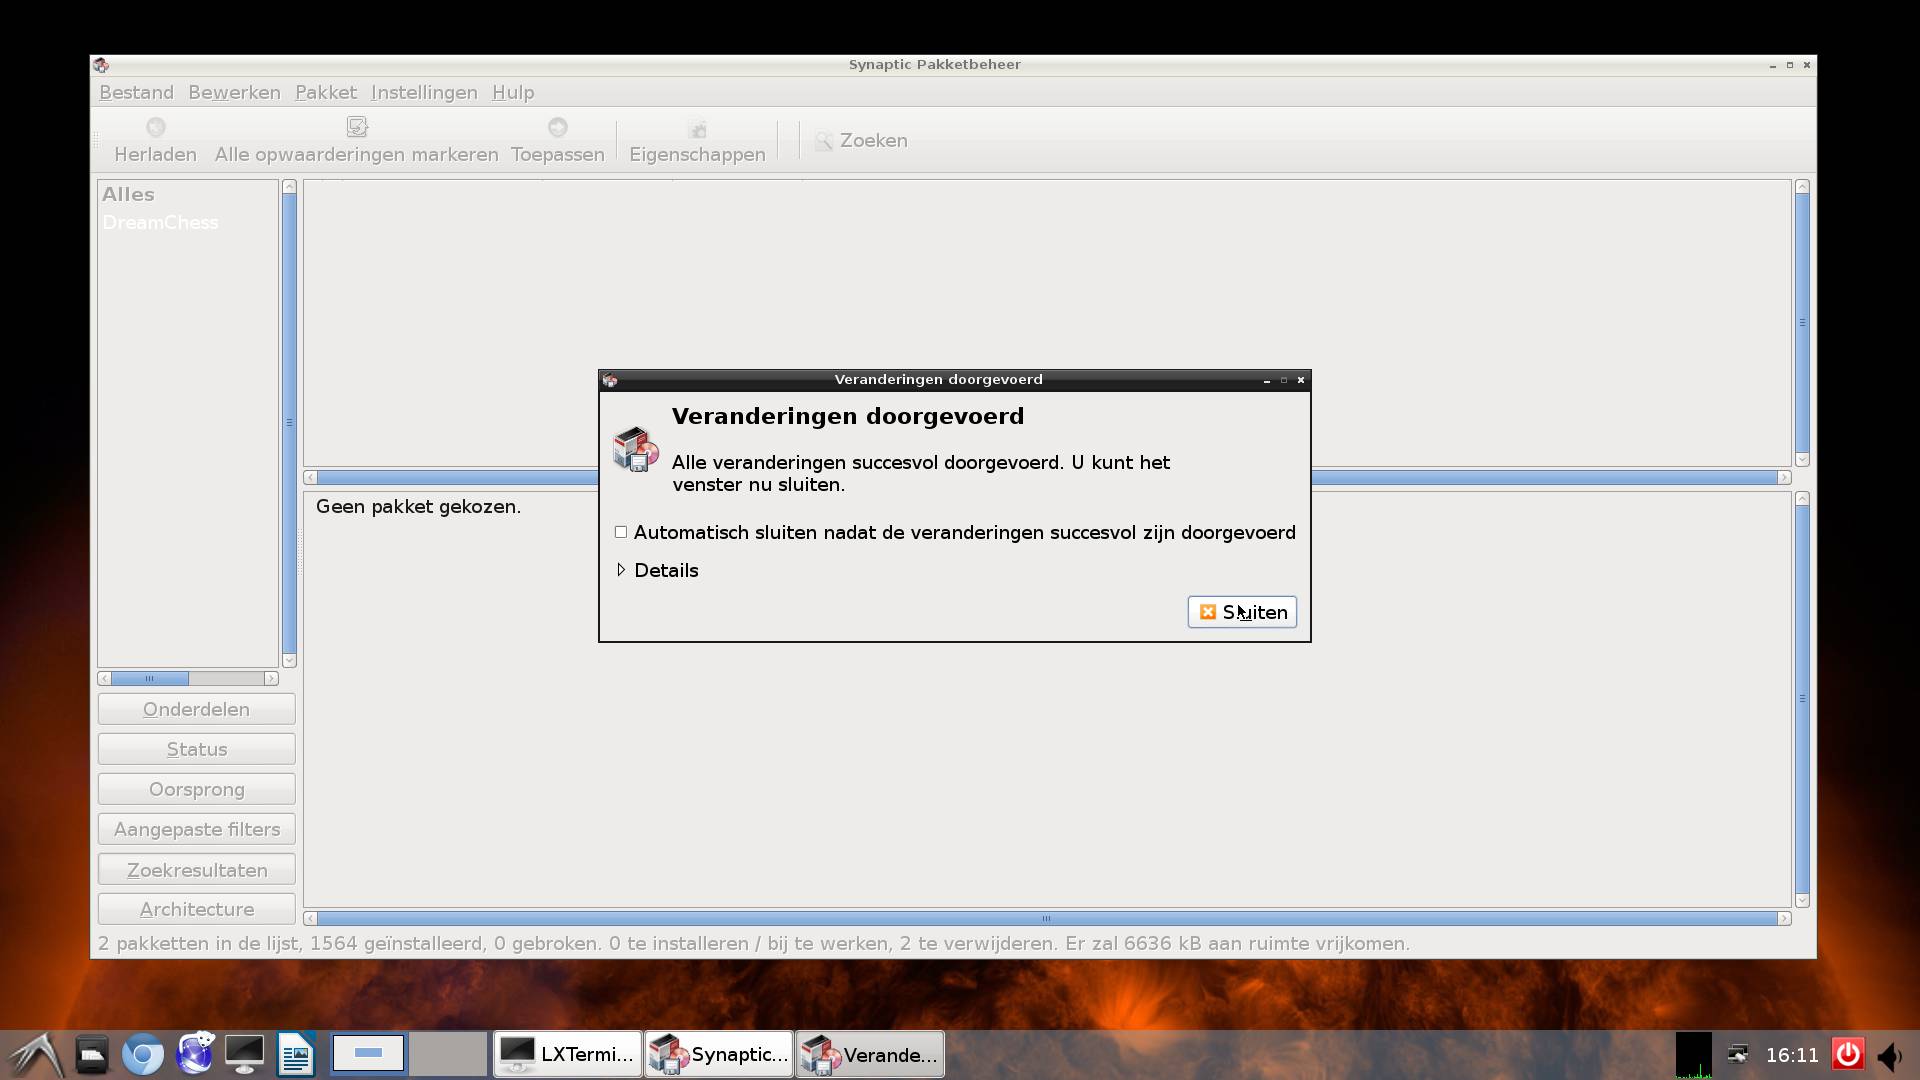 Synaptic Pakketbeheer
Bestand Bewerken Pakket Instellingen Hulp
Herladen Alle opwaarderingen markeren Toepassen Eigenschappen Zoeken
Alles
DreamChess
Veranderingen doorgevoerd
Veranderingen doorgevoerd
Alle veranderingen succesvol doorgevoerd. U kunt het
venster nu sluiten.
Automatisch sluiten nadat de veranderingen succesvol zijn doorgevoerd
Details
Sluiten
Geen pakket gekozen.
Onderdelen
Status
Oorsprong
Aangepaste filters
Zoekresultaten
Architecture
2 pakketten in de lijst, 1564 geïnstalleerd, 0 gebroken. 0 te installeren / bij te werken, 2 te verwijderen. Er zal 6636 kB aan ruimte vrijkomen.
LXTermi... Synaptic... Verande... 16:11